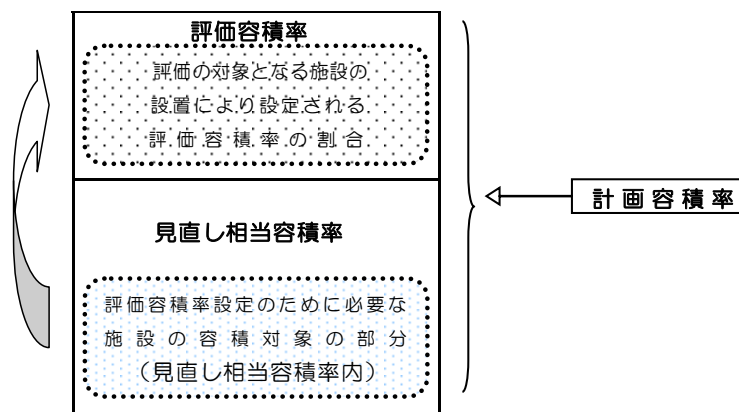 評価容積率
評価の対象となる施設の
設置により設定される
評価容積率の割合
計画容積率
見直し相当容積率
評価容積率設定のために必要な
施設の容積対象の部分
（見直し相当容積率内）